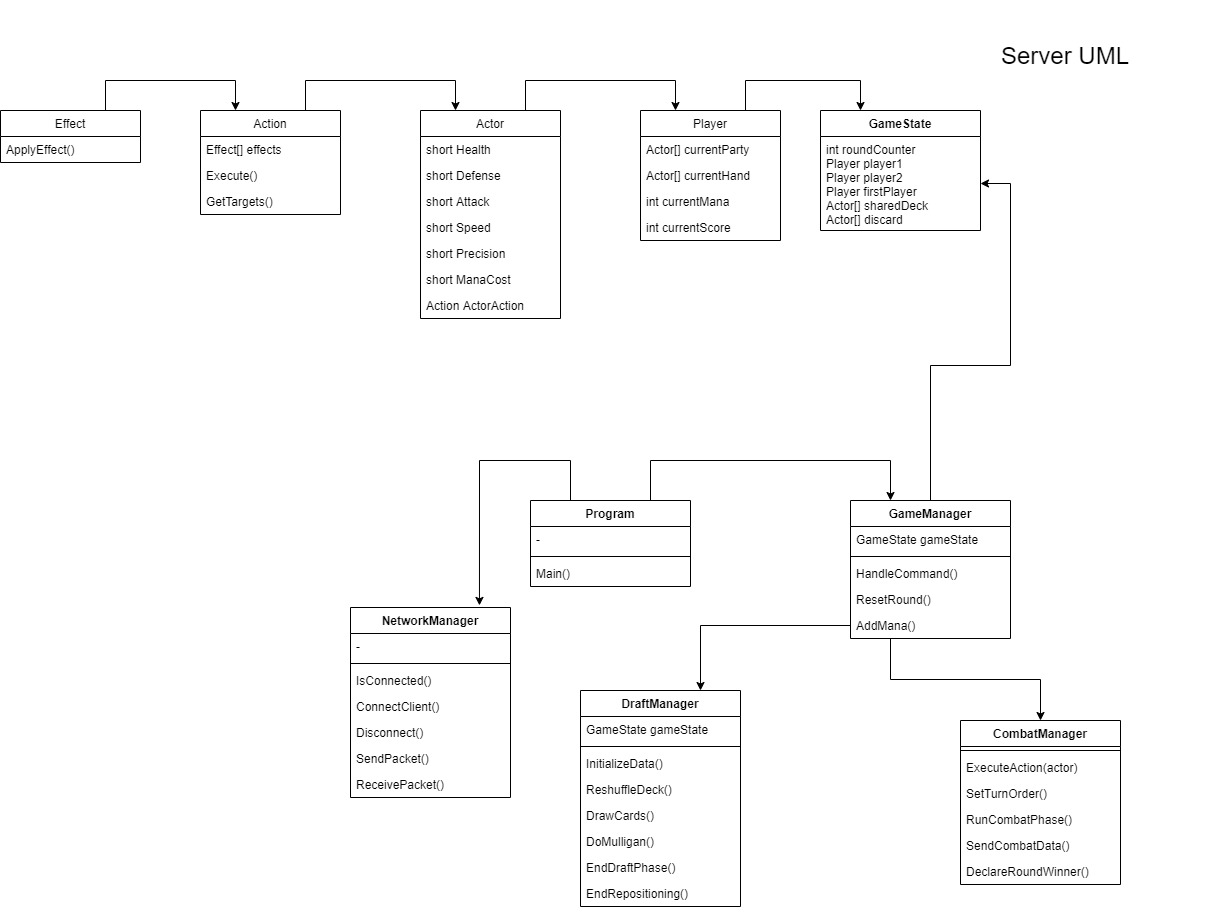 Server UML
Effect
ApplyEffect()
Action
Effect[] effects
Execute()
GetTargets()
Actor
short Health
short Defense
short Attack
short Speed
short Precision
short ManaCost
Action ActorAction
Player
Actor[] currentParty
Actor[] currentHand
int currentMana
int currentScore
GameState
int roundCounter
Player player1
Player player2
Player firstPlayer
Actor[] sharedDeck
Actor[] discard
Program
-
Main()
GameManager
GameState gameState
HandleCommand()
ResetRound()
AddMana()
NetworkManager
-
IsConnected()
ConnectClient()
Disconnect()
SendPacket()
ReceivePacket()
DraftManager
GameState gameState
InitializeData()
ReshuffleDeck()
DrawCards()
DoMulligan()
EndDraftPhase()
EndRepositioning()
CombatManager
ExecuteAction(actor)
SetTurnOrder()
RunCombatPhase()
SendCombatData()
DeclareRoundWinner()